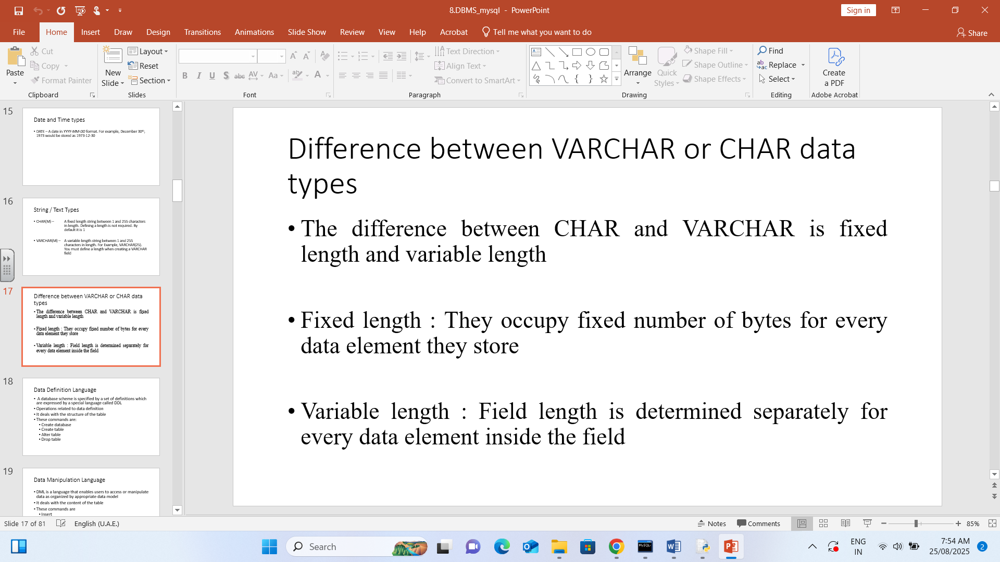 8.DBMS_mysql - PowerPoint
Sign in
File Home Insert Draw Design Transitions Animations Slide Show Review View Help Acrobat Tell me what you want to do
Share
Paste
Cut
Copy
Format Painter
Clipboard
New Slide
Layout
Reset
Section
Slides
B I U S abc AV Aa A
Font
Text Direction
Align Text
Convert to SmartArt
Paragraph
Arrange
Quick Styles
Shape Fill
Shape Outline
Shape Effects
Drawing
Find
Replace
Select
Editing
Create a PDF
Adobe Acrobat
15
Date and Time types
• DATE – A date in YYYY-MM-DD format. For example, December 30th,
1973 would be stored as 1973-12-30
16
String / Text Types
• CHAR(M) – A fixed length string between 1 and 255 characters
in length. Defining a length is not required. By
default it is 1
• VARCHAR(M) – A variable length string between 1 and 255
characters in length. For Example, VARCHAR(25).
You must define a length when creating a VARCHAR
field
17
Difference between VARCHAR or CHAR data
types
• The difference between CHAR and VARCHAR is fixed
length and variable length
• Fixed length : They occupy fixed number of bytes for every
data element they store
• Variable length : Field length is determined separately for
every data element inside the field
18
Data Definition Language
• A database scheme is specified by a set of definitions which
are expressed by a special language called DDL
• Operations related to data definition
• It deals with the structure of the table
• These commands are:
• Create database
• Create table
• Alter table
• Drop table
19
Data Manipulation Language
• DML is a language that enables users to access or manipulate
data as organized by appropriate data model
• It deals with the content of the table
• These commands are
• Insert
Difference between VARCHAR or CHAR data
types
• The difference between CHAR and VARCHAR is fixed
length and variable length
• Fixed length : They occupy fixed number of bytes for every
data element they store
• Variable length : Field length is determined separately for
every data element inside the field
Slide 17 of 81 English (U.A.E.)
Notes Comments 85%
Search
ENG
IN
7:54 AM
25/08/2025
2